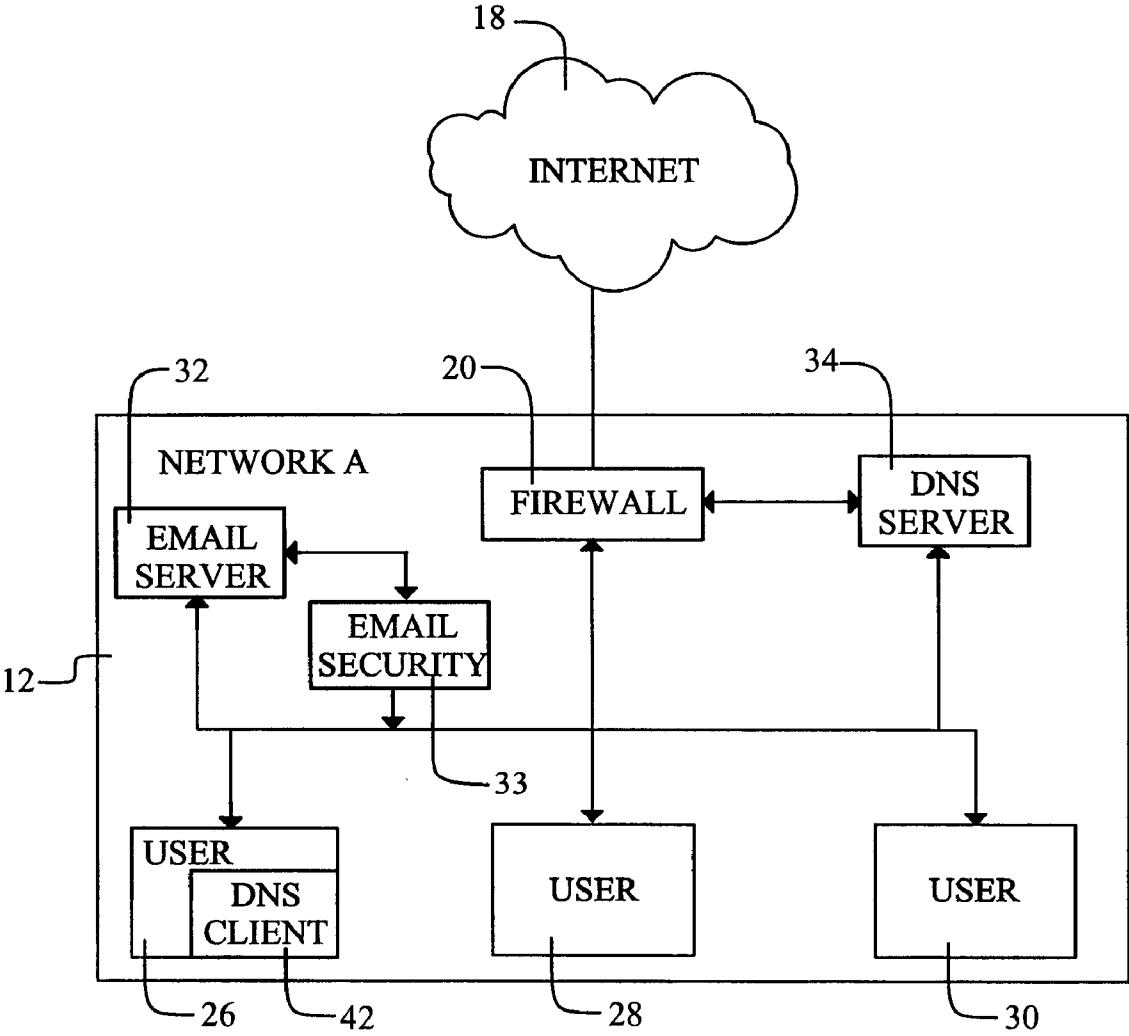 18
INTERNET
32
20
34
NETWORK A
FIREWALL
DNS
SERVER
EMAIL
SERVER
EMAIL
SECURITY
12
33
USER
DNS
CLIENT
USER
USER
26
42
28
30